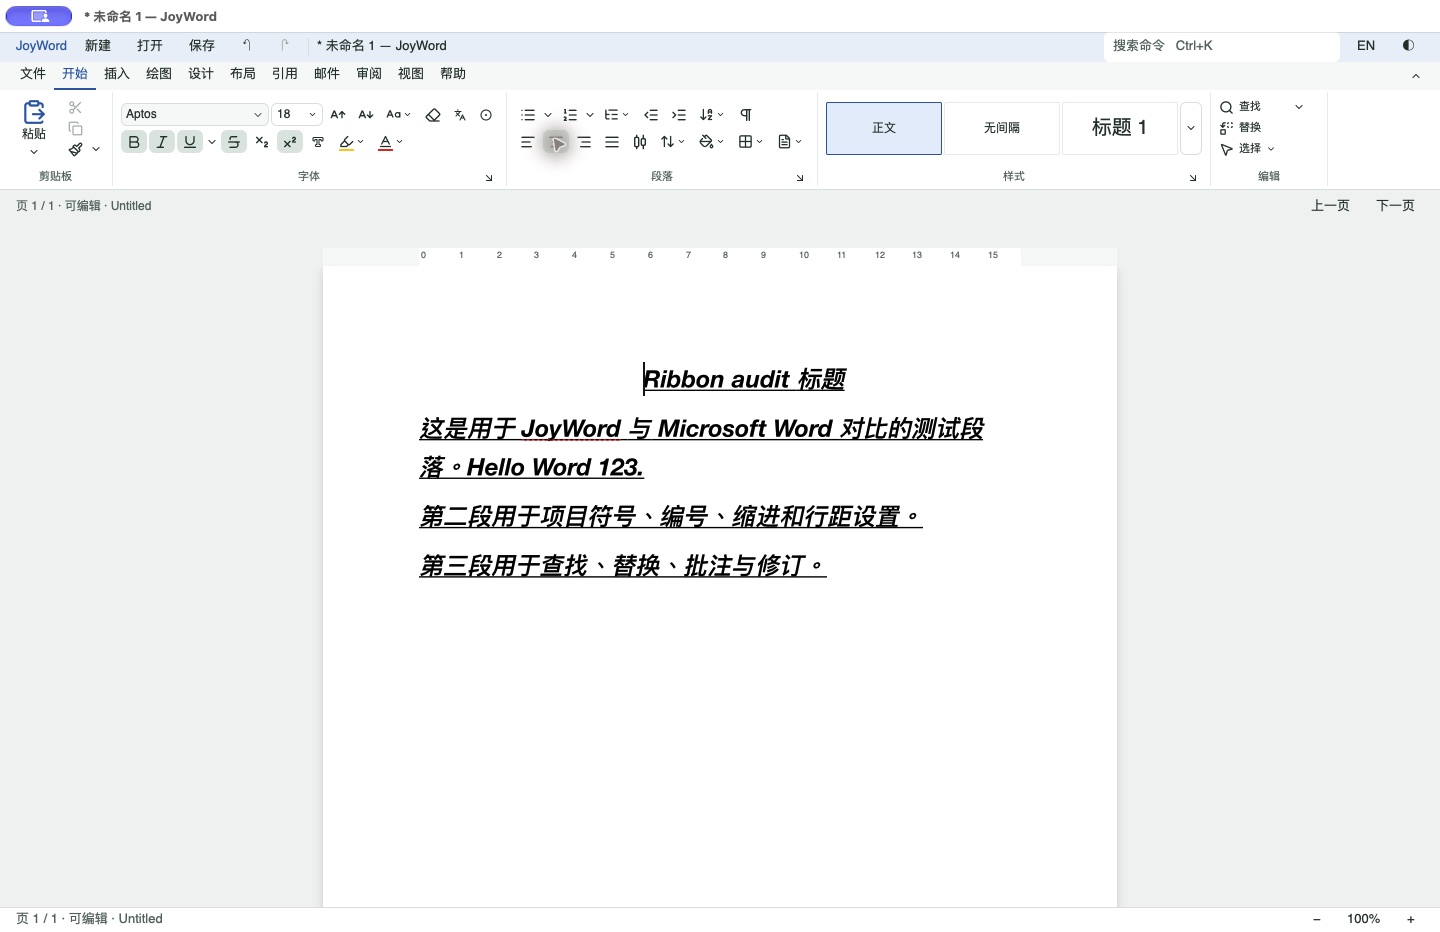 * 未命名 1 — JoyWord
JoyWord 新建 打开 保存 * 未命名 1 — JoyWord 搜索命令 Ctrl+K EN
文件 开始 插入 绘图 设计 布局 引用 邮件 审阅 视图 帮助
粘贴
剪贴板
Aptos 18
字体
段落
正文 无间隔 标题 1
样式
查找
替换
选择
编辑
页 1 / 1 · 可编辑 · Untitled 上一页 下一页
0 1 2 3 4 5 6 7 8 9 10 11 12 13 14 15
Ribbon audit 标题
这是用于 JoyWord 与 Microsoft Word 对比的测试段
落。Hello Word 123.
第二段用于项目符号、编号、缩进和行距设置。
第三段用于查找、替换、批注与修订。
页 1 / 1 · 可编辑 · Untitled − 100% +